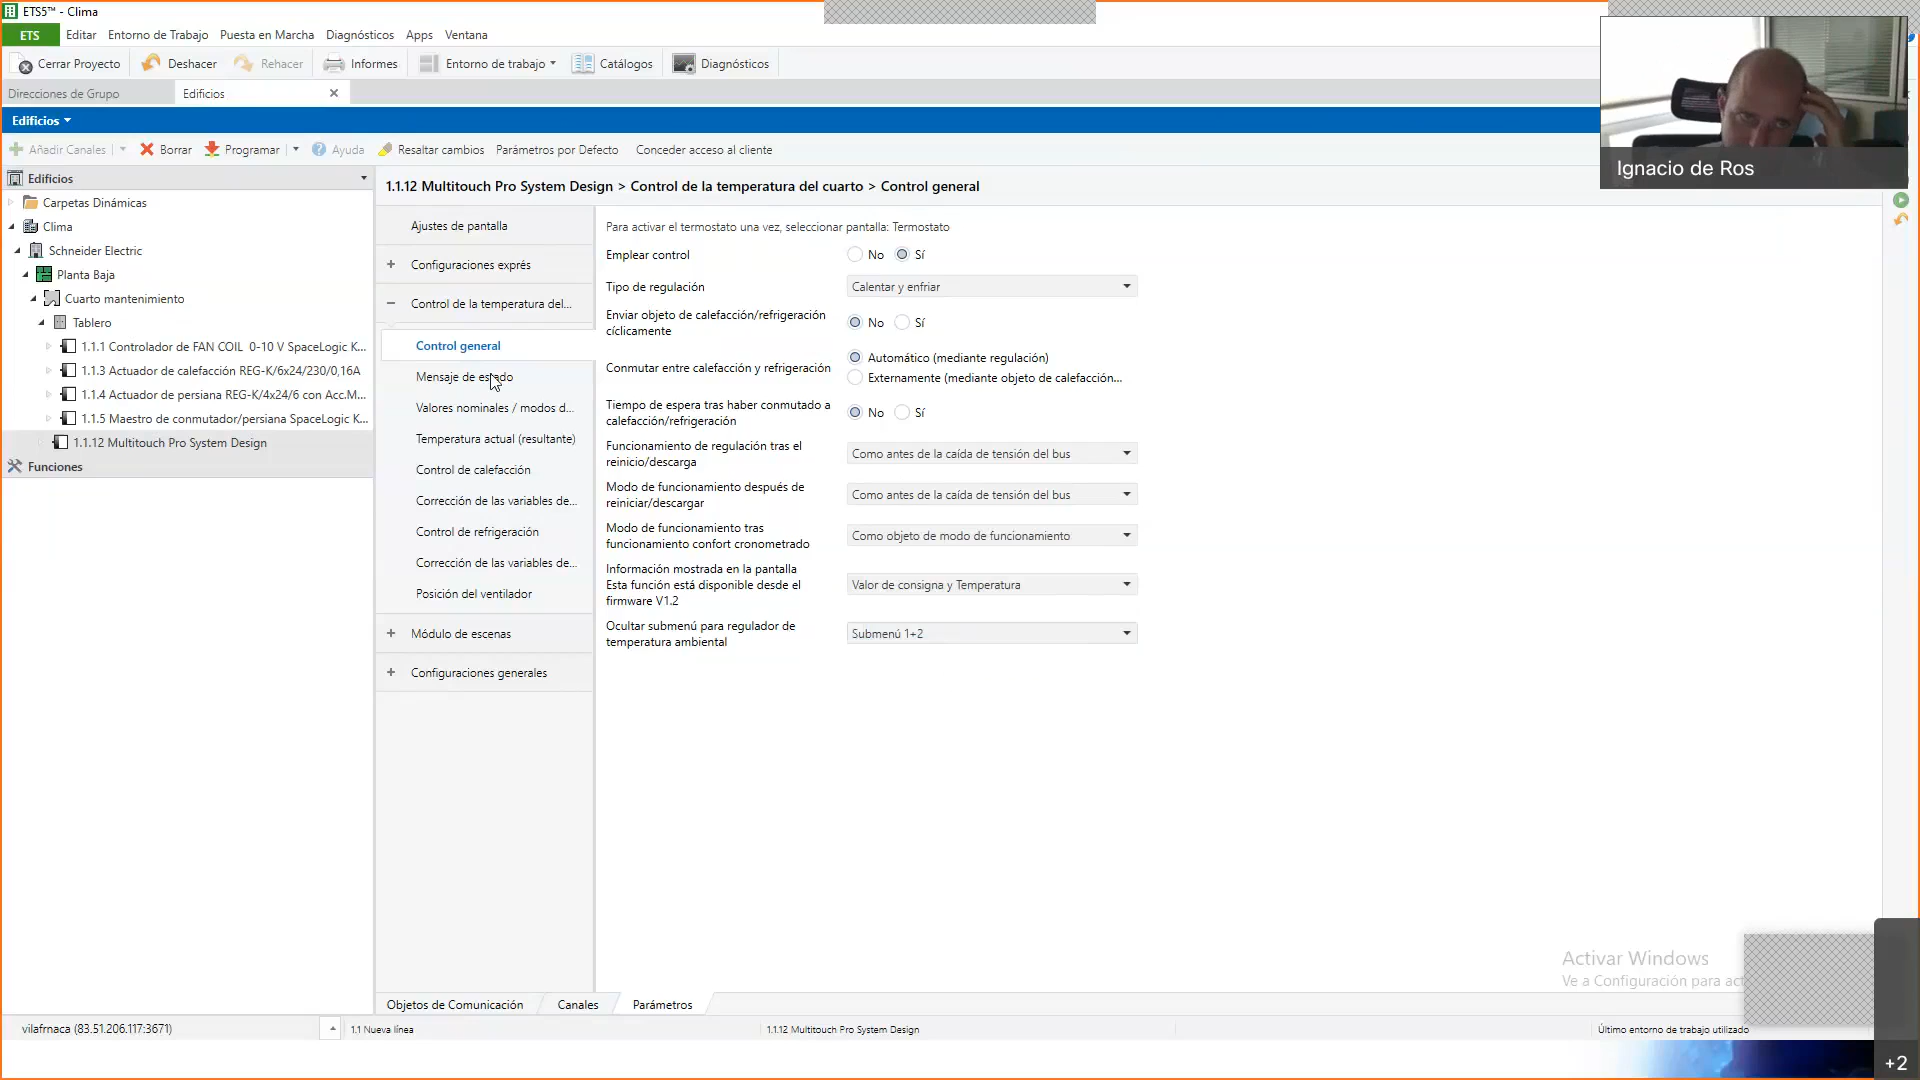 ETS5™ - Clima
ETS Editar Entorno de Trabajo Puesta en Marcha Diagnósticos Apps Ventana
Cerrar Proyecto Deshacer Rehacer Informes Entorno de trabajo Catálogos Diagnósticos
Direcciones de Grupo Edificios
Edificios
Añadir Canales Borrar Programar Ayuda Resaltar cambios Parámetros por Defecto Conceder acceso al cliente
Ignacio de Ros
Edificios
Carpetas Dinámicas
Clima
Schneider Electric
Planta Baja
Cuarto mantenimiento
Tablero
1.1.1 Controlador de FAN COIL 0-10 V SpaceLogic K...
1.1.3 Actuador de calefacción REG-K/6x24/230/0,16A
1.1.4 Actuador de persiana REG-K/4x24/6 con Acc.M...
1.1.5 Maestro de conmutador/persiana SpaceLogic K...
1.1.12 Multitouch Pro System Design
Funciones
1.1.12 Multitouch Pro System Design > Control de la temperatura del cuarto > Control general
Ajustes de pantalla
+ Configuraciones exprés
− Control de la temperatura del...
Control general
Mensaje de estado
Valores nominales / modos d...
Temperatura actual (resultante)
Control de calefacción
Corrección de las variables de...
Control de refrigeración
Corrección de las variables de...
Posición del ventilador
+ Módulo de escenas
+ Configuraciones generales
Para activar el termostato una vez, seleccionar pantalla: Termostato
Emplear control No Sí
Tipo de regulación Calentar y enfriar
Enviar objeto de calefacción/refrigeración
cíclicamente No Sí
Conmutar entre calefacción y refrigeración Automático (mediante regulación)
Externamente (mediante objeto de calefacción...
Tiempo de espera tras haber conmutado a
calefacción/refrigeración No Sí
Funcionamiento de regulación tras el
reinicio/descarga Como antes de la caída de tensión del bus
Modo de funcionamiento después de
reiniciar/descargar Como antes de la caída de tensión del bus
Modo de funcionamiento tras
funcionamiento confort cronometrado Como objeto de modo de funcionamiento
Información mostrada en la pantalla
Esta función está disponible desde el
firmware V1.2 Valor de consigna y Temperatura
Ocultar submenú para regulador de
temperatura ambiental Submenú 1+2
Activar Windows
Ve a Configuración para act
Objetos de Comunicación Canales Parámetros
vilafrnaca (83.51.206.117:3671) 1.1 Nueva línea 1.1.12 Multitouch Pro System Design Último entorno de trabajo utilizado
+2